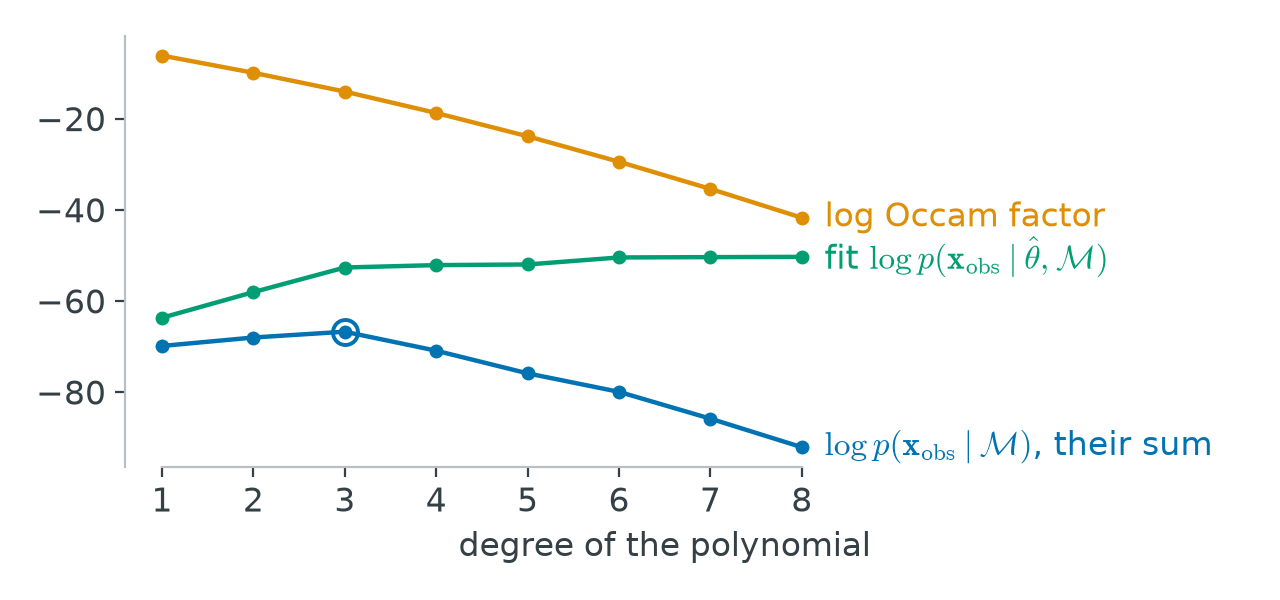 −20
−40
−60
−80
log Occam factor
fit log p(x_obs | θ̂, ℳ)
log p(x_obs | ℳ), their sum
1 2 3 4 5 6 7 8
degree of the polynomial